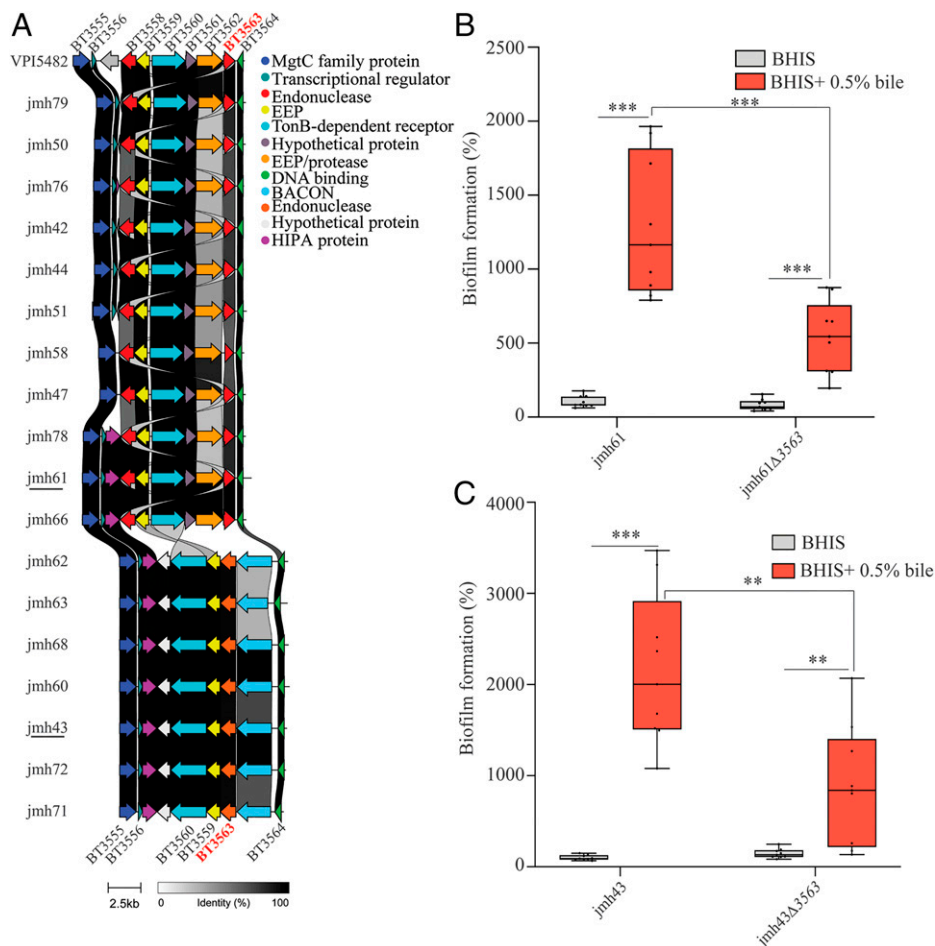 A
BT3555
BT3556
BT3558
BT3559
BT3560
BT3561
BT3562
BT3563
BT3564
VPI5482
jmh79
jmh50
jmh76
jmh42
jmh44
jmh51
jmh58
jmh47
jmh78
jmh61
jmh66
jmh62
jmh63
jmh68
jmh60
jmh43
jmh72
jmh71
MgtC family protein
Transcriptional regulator
Endonuclease
EEP
TonB-dependent receptor
Hypothetical protein
EEP/protease
DNA binding
BACON
Endonuclease
Hypothetical protein
HIPA protein
BT3555
BT3556
BT3560
BT3559
BT3563
BT3564
2.5kb
0 Identity (%) 100
B
Biofilm formation (%)
2500
2000
1500
1000
500
0
BHIS
BHIS+ 0.5% bile
***
***
***
jmh61
jmh61Δ3563
C
Biofilm formation (%)
4000
3000
2000
1000
0
BHIS
BHIS+ 0.5% bile
***
**
**
jmh43
jmh43Δ3563